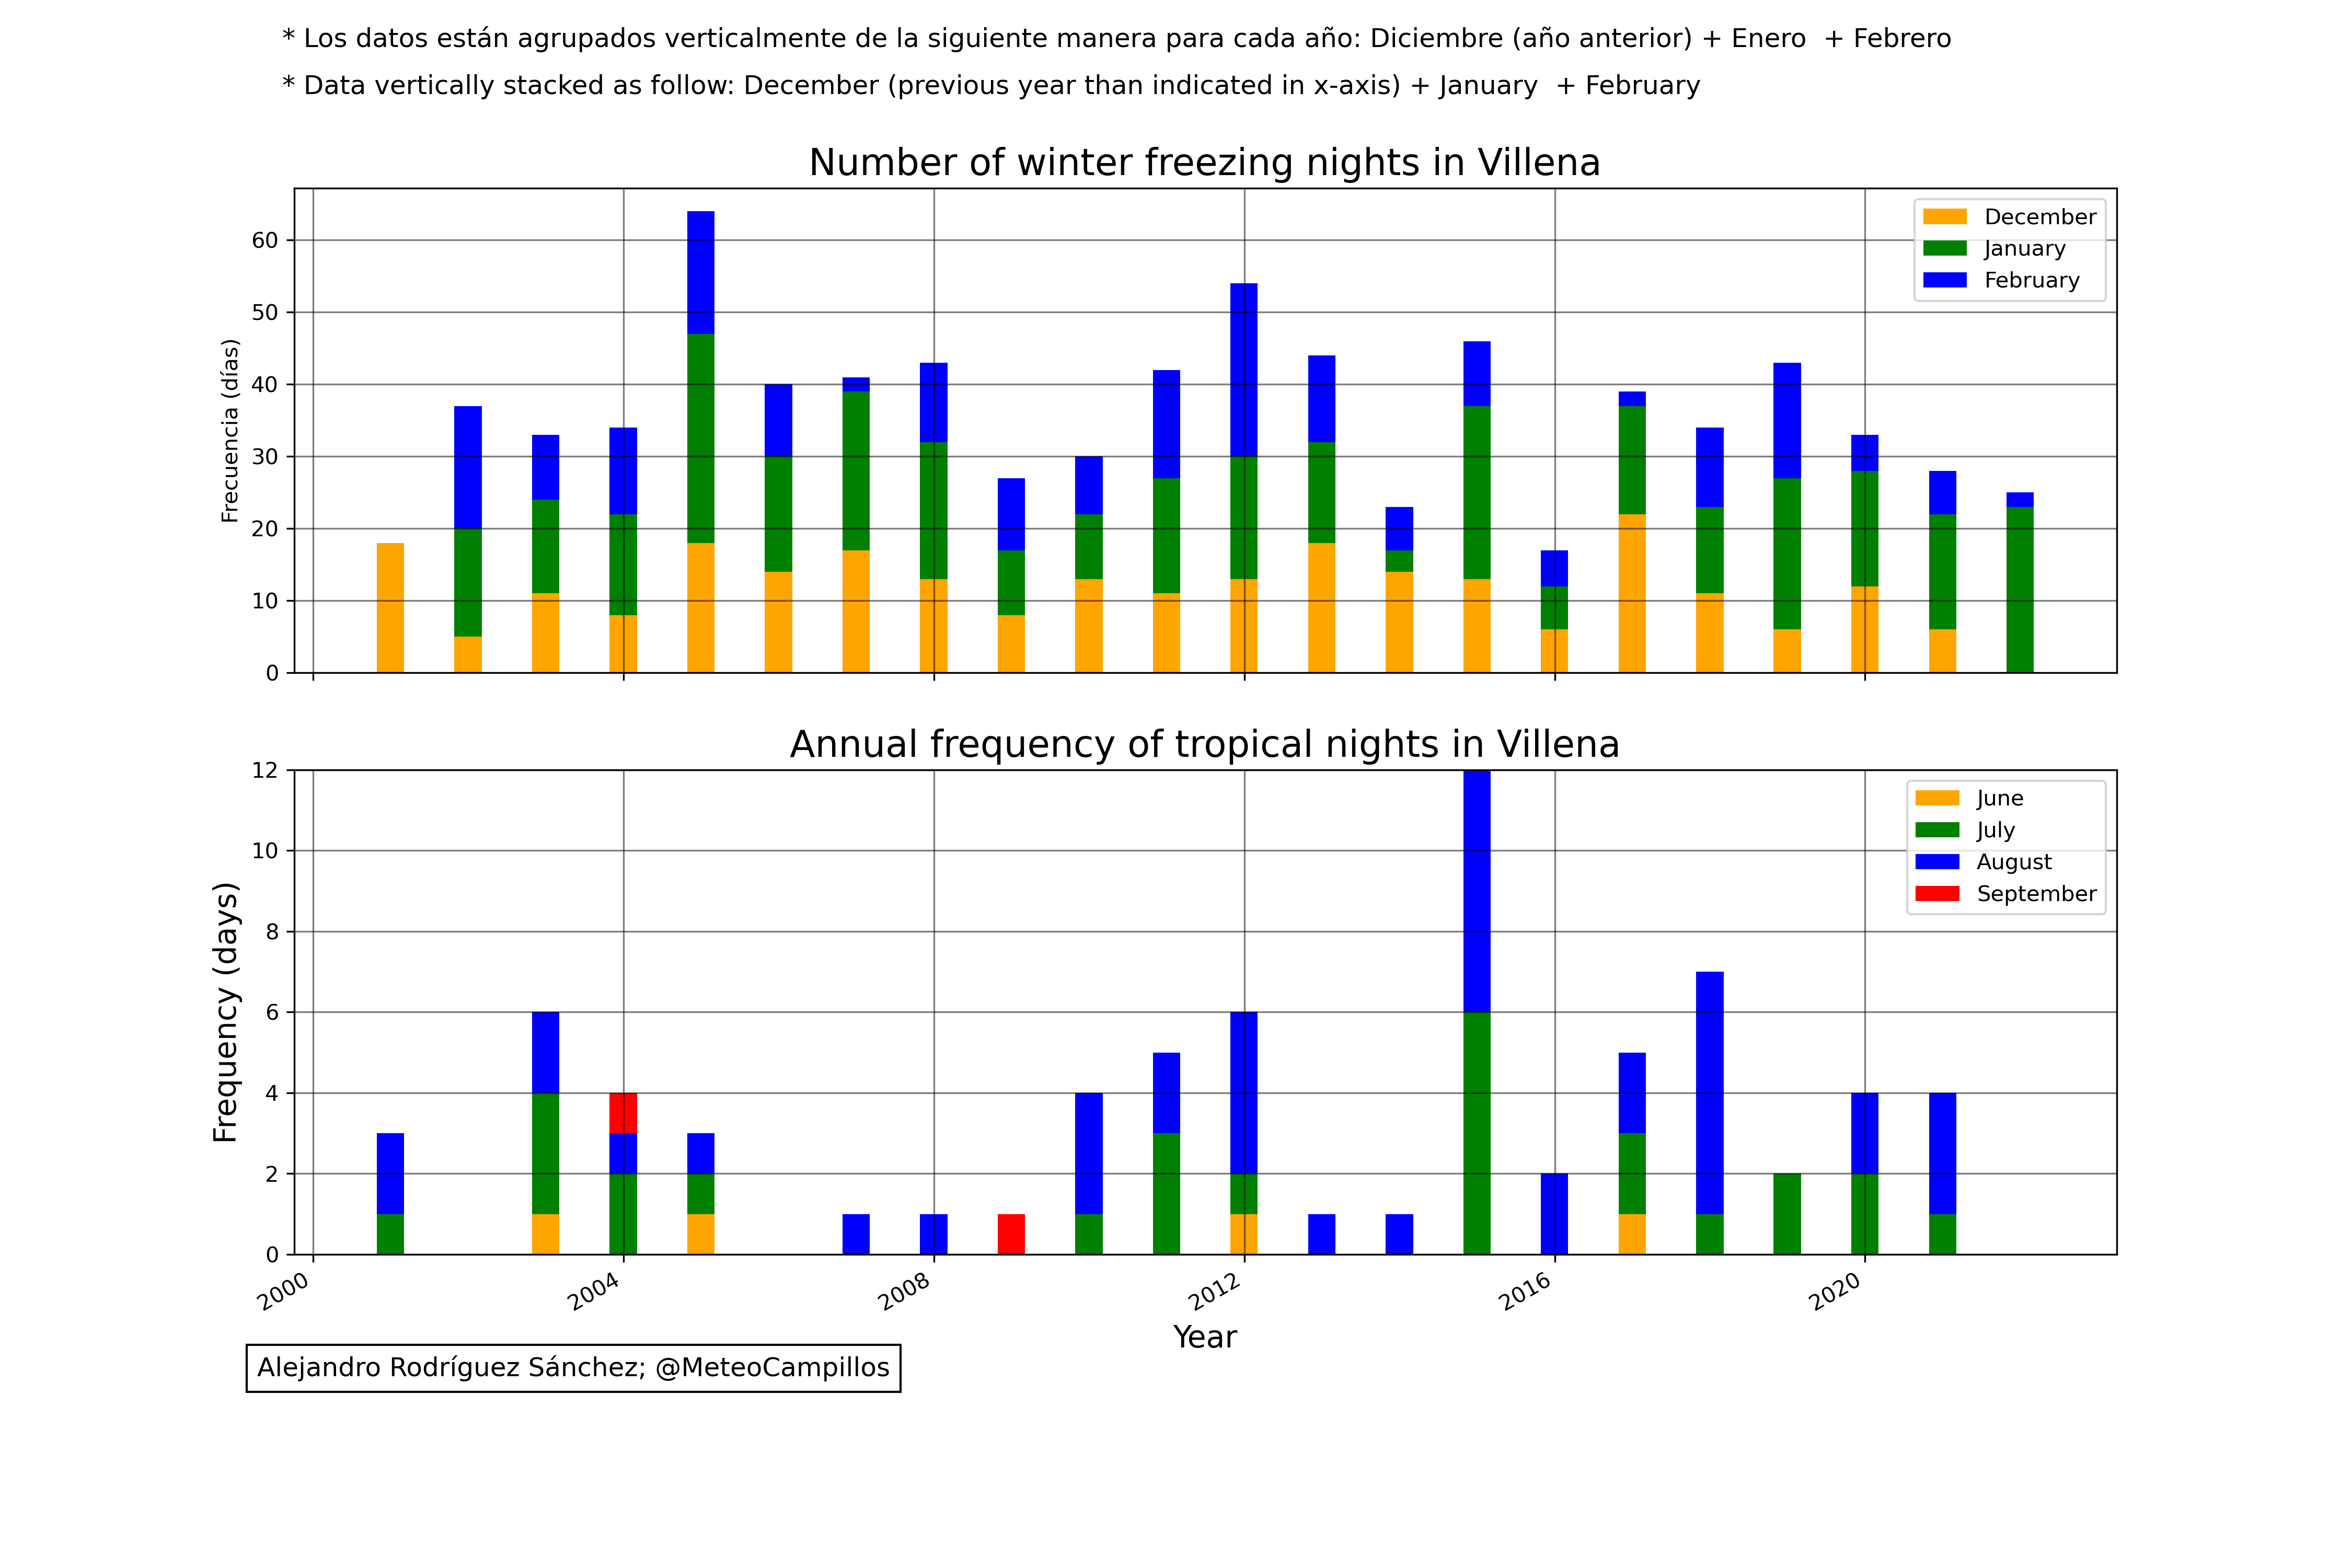 * Los datos están agrupados verticalmente de la siguiente manera para cada año: Diciembre (año anterior) + Enero  + Febrero
* Data vertically stacked as follow: December (previous year than indicated in x-axis) + January  + February
Number of winter freezing nights in Villena
Frecuencia (días)
60
50
40
30
20
10
0
December
January
February
Annual frequency of tropical nights in Villena
Frequency (days)
12
10
8
6
4
2
0
June
July
August
September
2000 2004 2008 2012 2016 2020
Year
Alejandro Rodríguez Sánchez; @MeteoCampillos